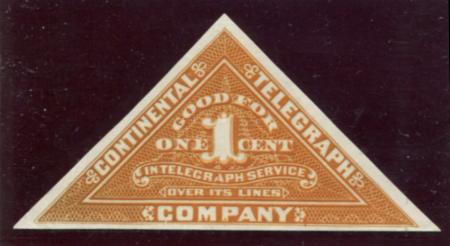 CONTINENTAL
TELEGRAPH
COMPANY
GOOD FOR
ONE 1 CENT
IN TELEGRAPH SERVICE
OVER ITS LINES